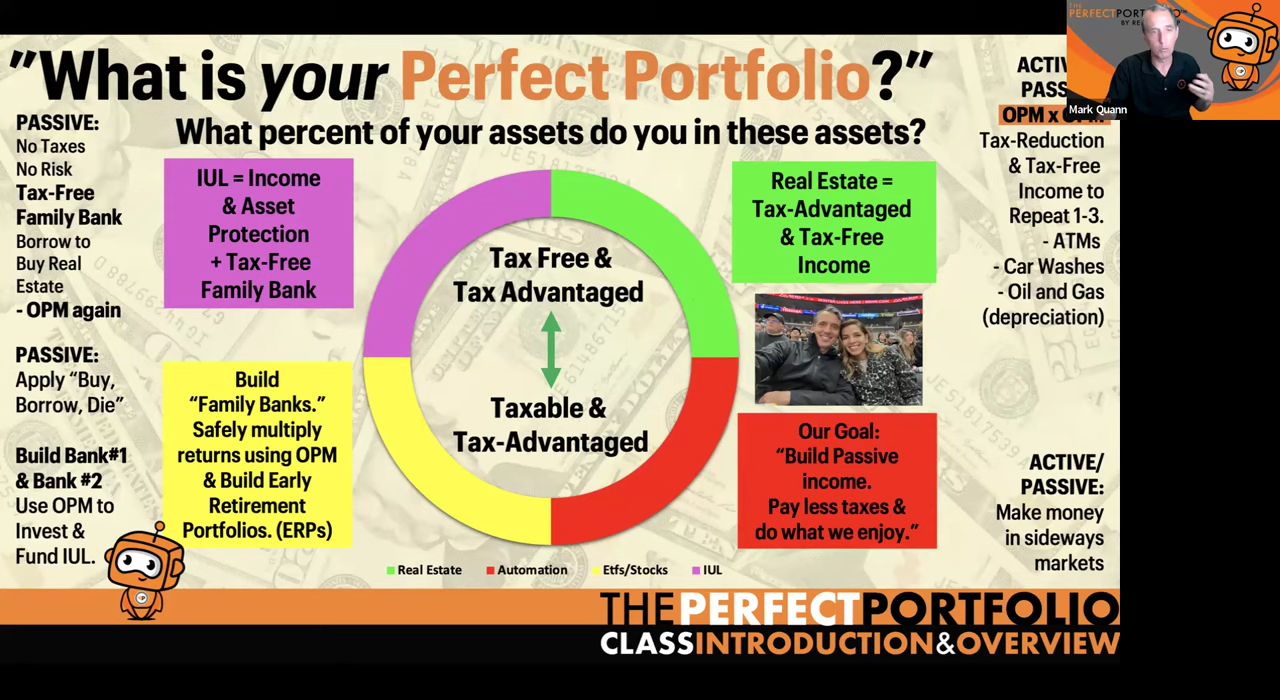 "What is your Perfect Portfolio?"
What percent of your assets do you in these assets?
PASSIVE:
No Taxes
No Risk
Tax-Free
Family Bank
Borrow to
Buy Real
Estate
- OPM again
PASSIVE:
Apply “Buy,
Borrow, Die”
Build Bank#1
& Bank #2
Use OPM to
Invest &
Fund IUL.
IUL = Income
& Asset
Protection
+ Tax-Free
Family Bank
Build
“Family Banks.”
Safely multiply
returns using OPM
& Build Early
Retirement
Portfolios. (ERPs)
Tax Free &
Tax Advantaged
Taxable &
Tax-Advantaged
Real Estate =
Tax-Advantaged
& Tax-Free
Income
Our Goal:
“Build Passive
income.
Pay less taxes &
do what we enjoy.”
OPM x
Tax-Reduction
& Tax-Free
Income to
Repeat 1-3.
- ATMs
- Car Washes
- Oil and Gas
(depreciation)
ACTIVE/
PASSIVE:
Make money
in sideways
markets
Real Estate Automation Etfs/Stocks IUL
THEPERFECTPORTFOLIO
CLASSINTRODUCTION&OVERVIEW
THE
Mark Quann